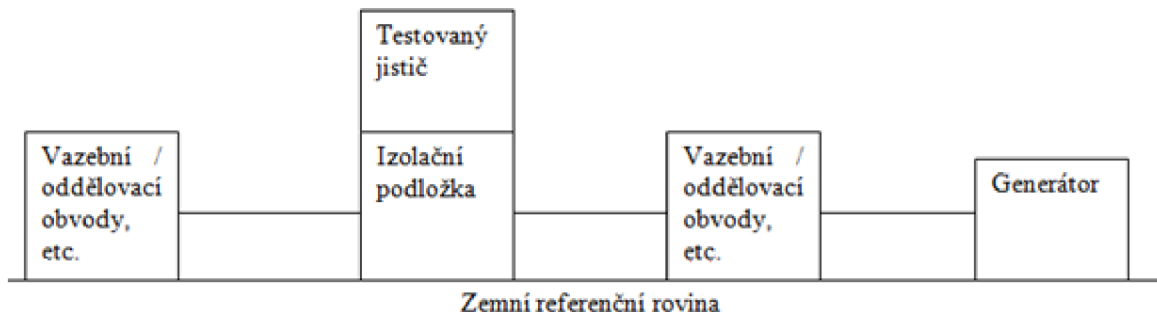 Testovaný
jistič
Vazební /
oddělovací
obvody,
etc.
Izolační
podložka
Vazební /
oddělovací
obvody,
etc.
Generátor
Zemní referenční rovina